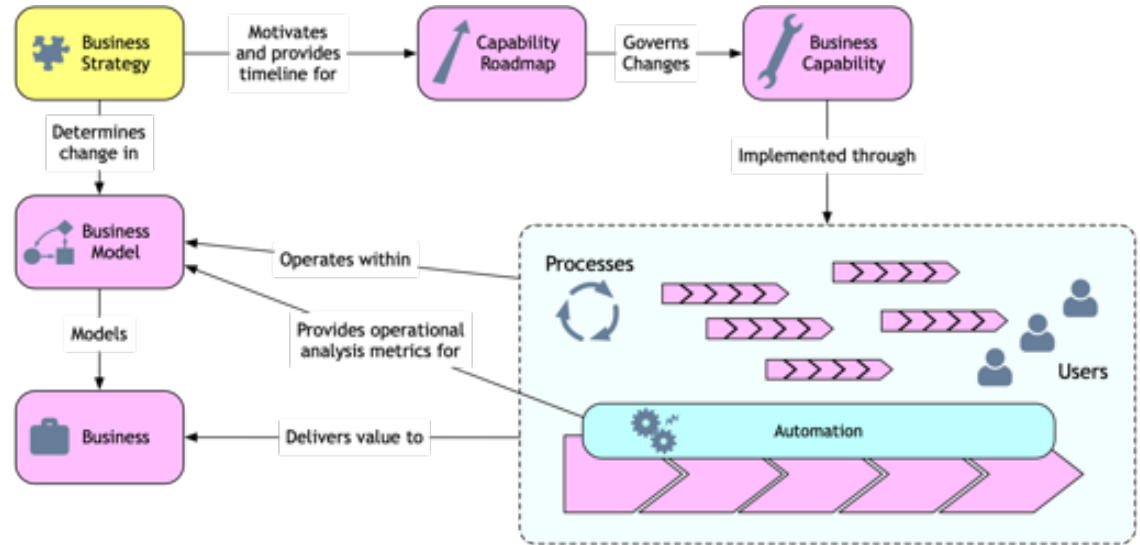 Business
Strategy
Motivates
and provides
timeline for
Capability
Roadmap
Governs
Changes
Business
Capability
Determines
change in
Implemented through
Business
Model
Operates within
Processes
Provides operational
analysis metrics for
Models
Users
Business
Delivers value to
Automation